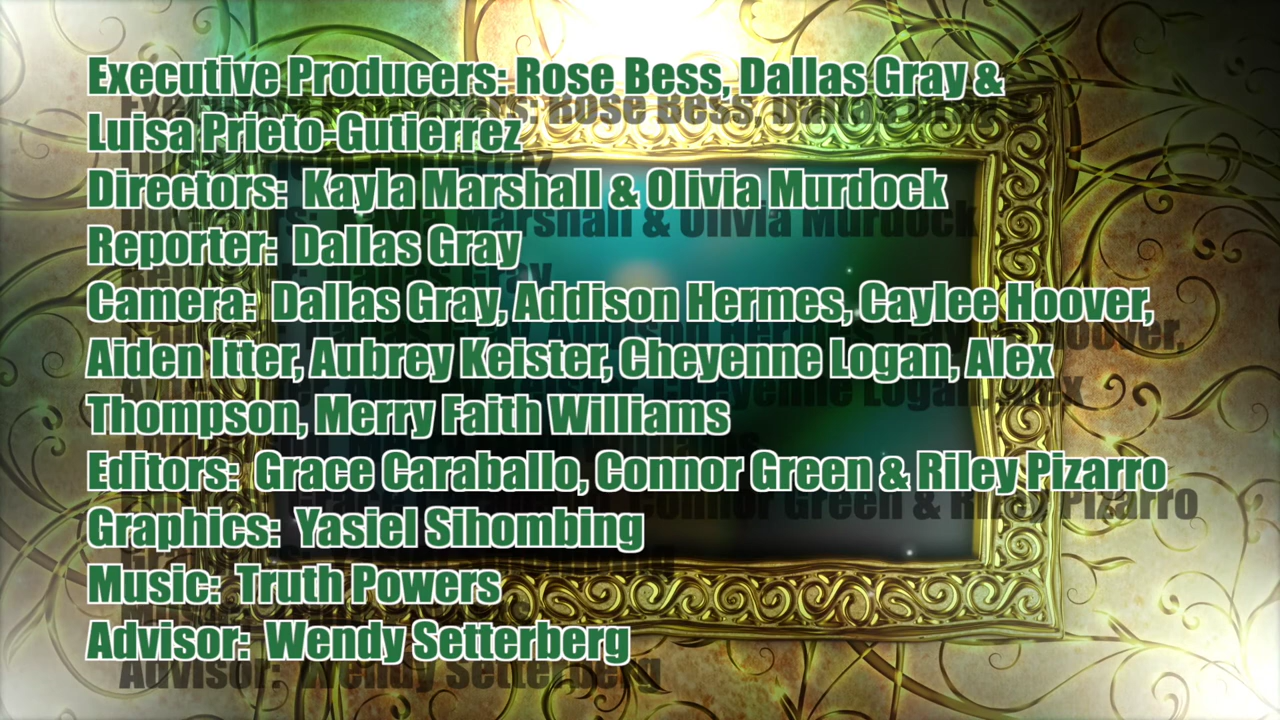 Executive Producers: Rose Bess, Dallas Gray &
Luisa Prieto-Gutierrez
Directors: Kayla Marshall & Olivia Murdock
Reporter: Dallas Gray
Camera: Dallas Gray, Addison Hermes, Caylee Hoover,
Aiden Itter, Aubrey Keister, Cheyenne Logan, Alex
Thompson, Merry Faith Williams
Editors: Grace Caraballo, Connor Green & Riley Pizarro
Graphics: Yasiel Sihombing
Music: Truth Powers
Advisor: Wendy Setterberg